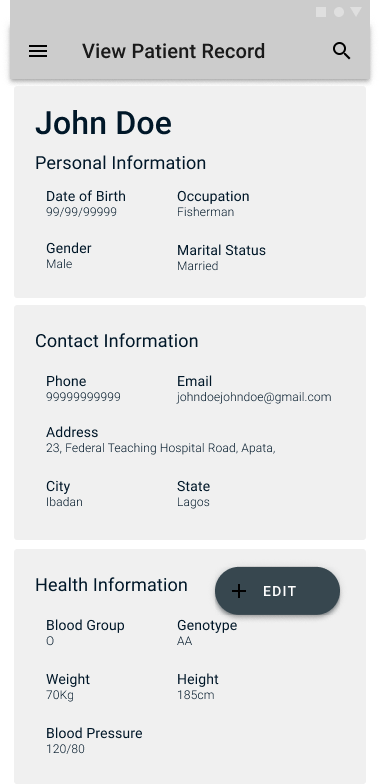 View Patient Record
John Doe
Personal Information
Date of Birth Occupation
99/99/99999 Fisherman
Gender Marital Status
Male Married
Contact Information
Phone Email
99999999999 johndoejohndoe@gmail.com
Address
23, Federal Teaching Hospital Road, Apata,
City State
Ibadan Lagos
Health Information
EDIT
Blood Group Genotype
O AA
Weight Height
70Kg 185cm
Blood Pressure
120/80